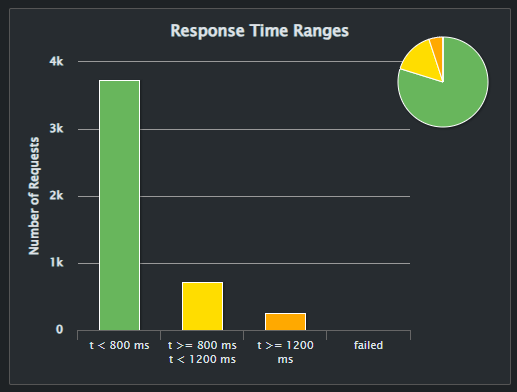 Response Time Ranges
Number of Requests
4k
3k
2k
1k
0
t < 800 ms
t >= 800 ms
t < 1200 ms
t >= 1200
ms
failed